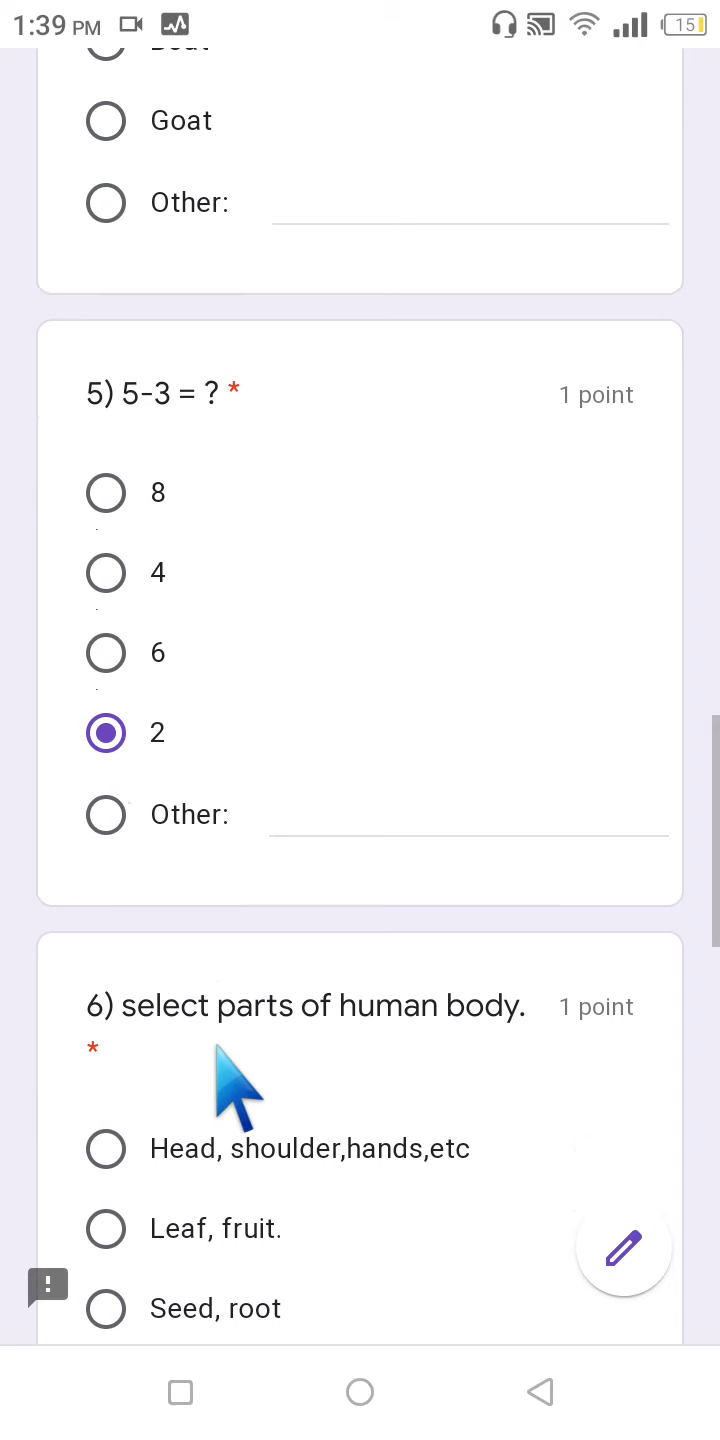 1:39 PM
15
Goat
Other:
5) 5-3 = ? *
1 point
8
4
6
2
Other:
6) select parts of human body.
1 point
*
Head, shoulder,hands,etc
Leaf, fruit.
Seed, root